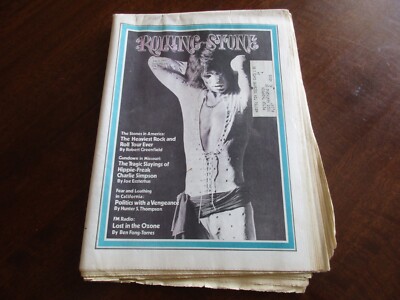 ROLLING STONE
The Stones in America:
The Heaviest Rock and
Roll Tour Ever
By Robert Greenfield
Gundown in Missouri:
The Tragic Slayings of
Hippie-Freak
Charlie Simpson
By Joe Eszterhas
Fear and Loathing
in California:
Politics with a Vengeance
By Hunter S. Thompson
FM Radio:
Lost in the Ozone
By Ben Fong-Torres